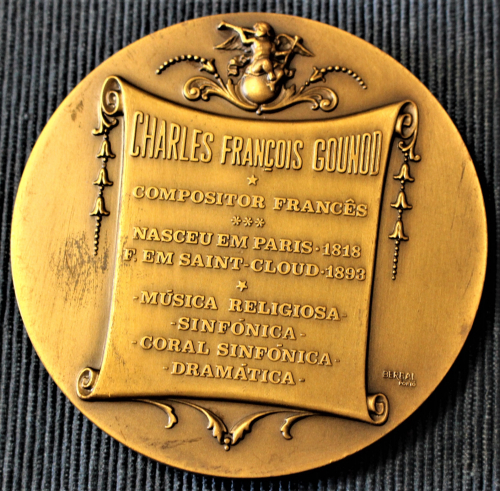 CHARLES FRANÇOIS GOUNOD
COMPOSITOR FRANCÊS
***
NASCEU EM PARIS·1818
F. EM SAINT-CLOUD·1893
-MÚSICA RELIGIOSA-
-SINFÓNICA-
-CORAL SINFÓNICA-
-DRAMÁTICA-
BERBAL